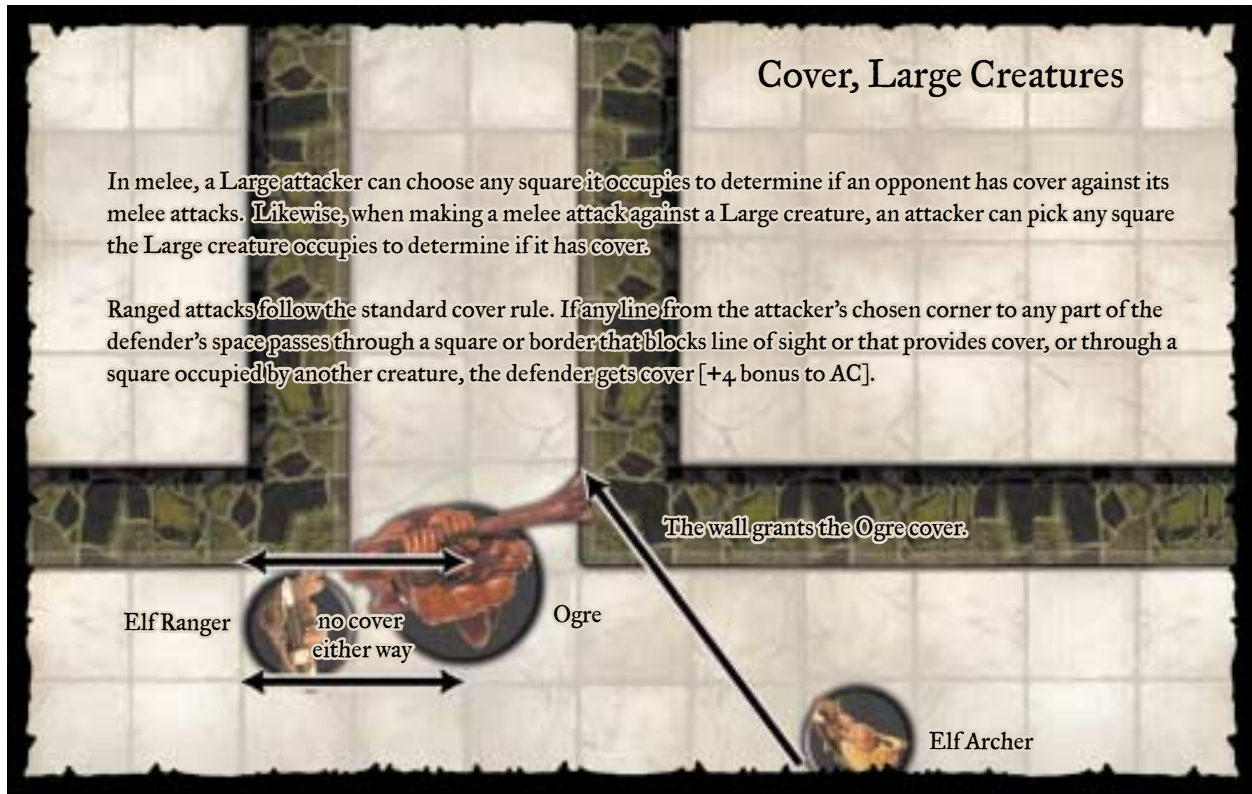 Cover, Large Creatures
In melee, a Large attacker can choose any square it occupies to determine if an opponent has cover against its
melee attacks. Likewise, when making a melee attack against a Large creature, an attacker can pick any square
the Large creature occupies to determine if it has cover.
Ranged attacks follow the standard cover rule. If any line from the attacker's chosen corner to any part of the
defender's space passes through a square or border that blocks line of sight or that provides cover, or through a
square occupied by another creature, the defender gets cover [+4 bonus to AC].
The wall grants the Ogre cover.
Elf Ranger
no cover
either way
Ogre
Elf Archer